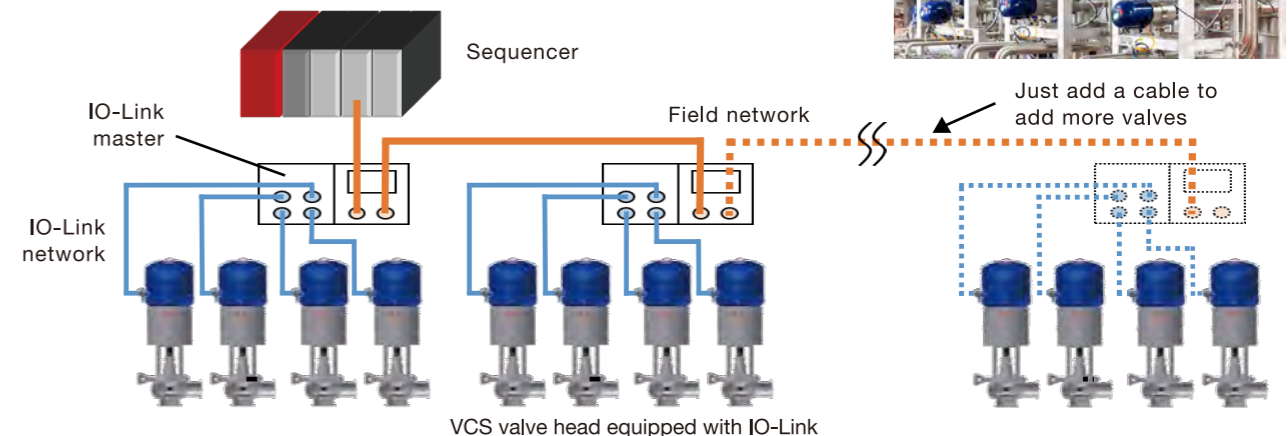 Sequencer
IO-Link
master
Field network
Just add a cable to
add more valves
IO-Link
network
VCS valve head equipped with IO-Link